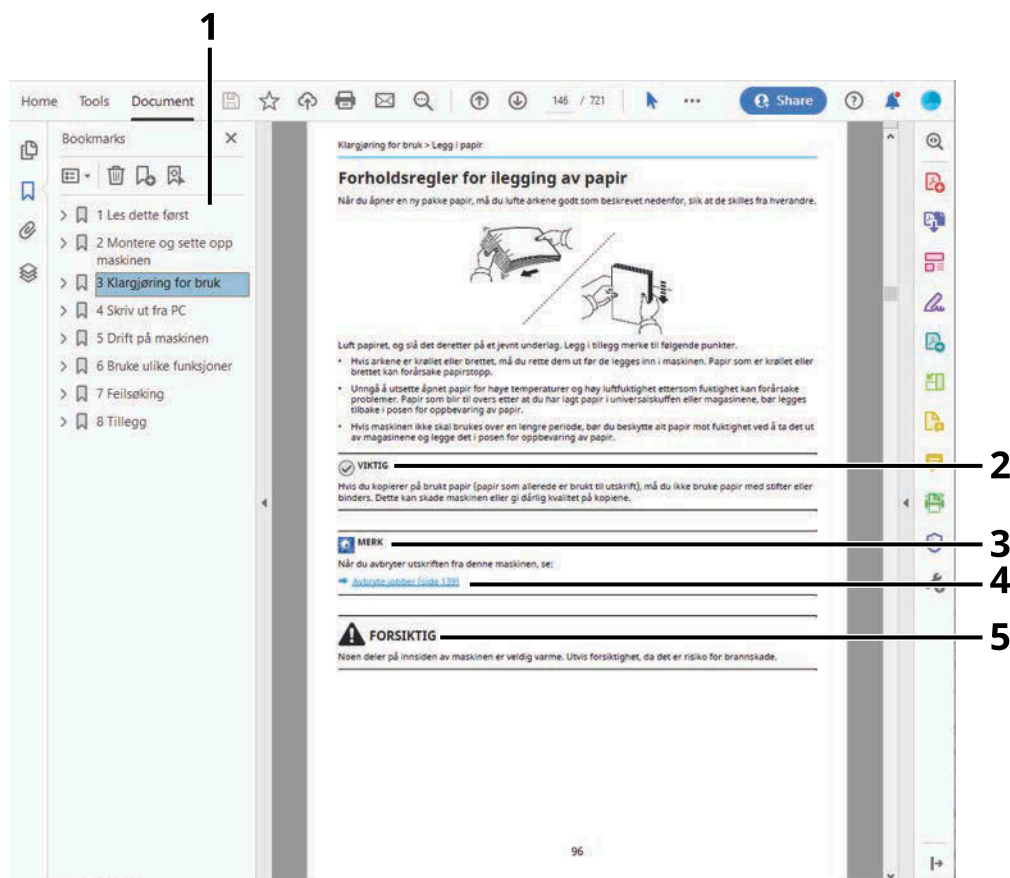 1
Home Tools Document 146 / 721 Share
Bookmarks
1 Les dette først
2 Montere og sette opp
maskinen
3 Klargjøring for bruk
4 Skriv ut fra PC
5 Drift på maskinen
6 Bruke ulike funksjoner
7 Feilsøking
8 Tillegg
Klargjøring for bruk > Legg i papir
Forholdsregler for ilegging av papir
Når du åpner en ny pakke papir, må du lufte arkene godt som beskrevet nedenfor, slik at de skilles fra hverandre.
Luft papiret, og slå det deretter på et jevnt underlag. Legg i tillegg merke til følgende punkter.
• Hvis arkene er krøllet eller brettet, må du rette dem ut før de legges inn i maskinen. Papir som er krøllet eller
brettet kan forårsake papirstopp.
• Unngå å utsette åpnet papir for høye temperaturer og høy luftfuktighet ettersom fuktighet kan forårsake
problemer. Papir som blir til overs etter at du har lagt papir i universalskuffen eller magasinene, bør legges
tilbake i posen for oppbevaring av papir.
• Hvis maskinen ikke skal brukes over en lengre periode, bør du beskytte alt papir mot fuktighet ved å ta det ut
av magasinene og legge det i posen for oppbevaring av papir.
VIKTIG
2
Hvis du kopierer på brukt papir (papir som allerede er brukt til utskrift), må du ikke bruke papir med stifter eller
binders. Dette kan skade maskinen eller gi dårlig kvalitet på kopiene.
MERK
3
Når du avbryter utskriften fra denne maskinen, se:
Avbryte jobber (side 139)
4
FORSIKTIG
5
Noen deler på innsiden av maskinen er veldig varme. Utvis forsiktighet, da det er risiko for brannskade.
96